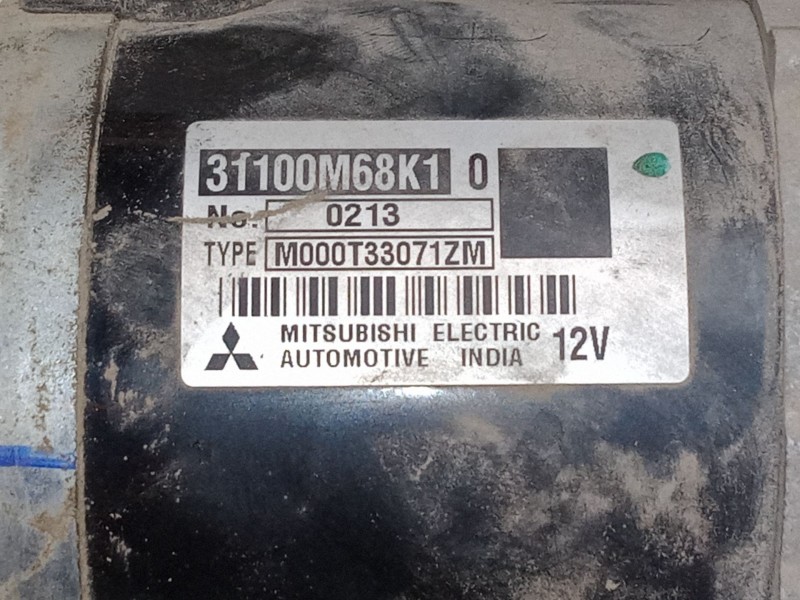 31100M68K1 0
No. 0213
TYPE M000T33071ZM
MITSUBISHI ELECTRIC
AUTOMOTIVE INDIA 12V